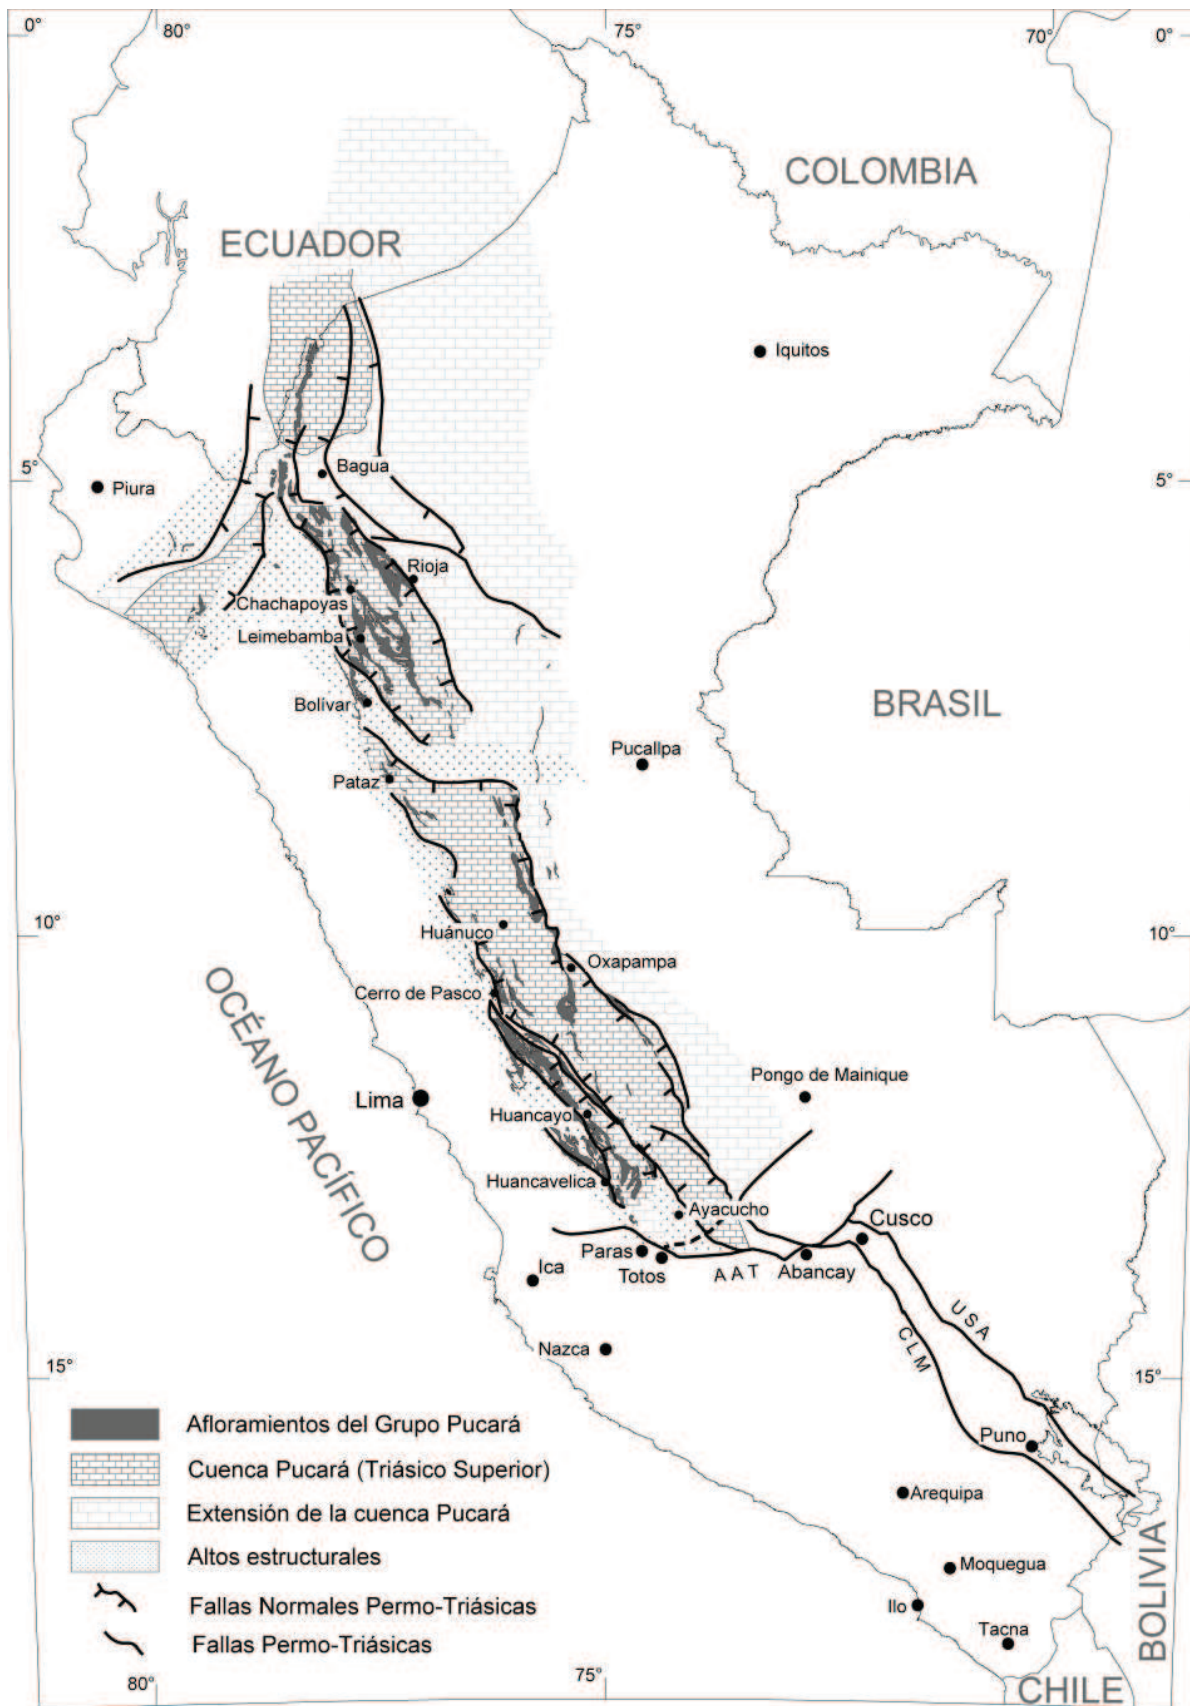 80°
75°
70°
0°
0°
COLOMBIA
ECUADOR
Iquitos
Bagua
5°
5°
Piura
Rioja
Chachapoyas
Leimebamba
BRASIL
Bolívar
Pucallpa
Pataz
10°
10°
Huánuco
Oxapampa
Cerro de Pasco
OCÉANO PACÍFICO
Pongo de Mainique
Lima
Huancayo
Huancavelica
Ayacucho
Cusco
Paras
Totos
A A T
Abancay
Ica
U S A
C L M
Nazca
15°
15°
Puno
Afloramientos del Grupo Pucará
Cuenca Pucará (Triásico Superior)
Extensión de la cuenca Pucará
Altos estructurales
Fallas Normales Permo-Triásicas
Fallas Permo-Triásicas
Arequipa
Moquegua
Ilo
Tacna
BOLIVIA
CHILE
80°
75°